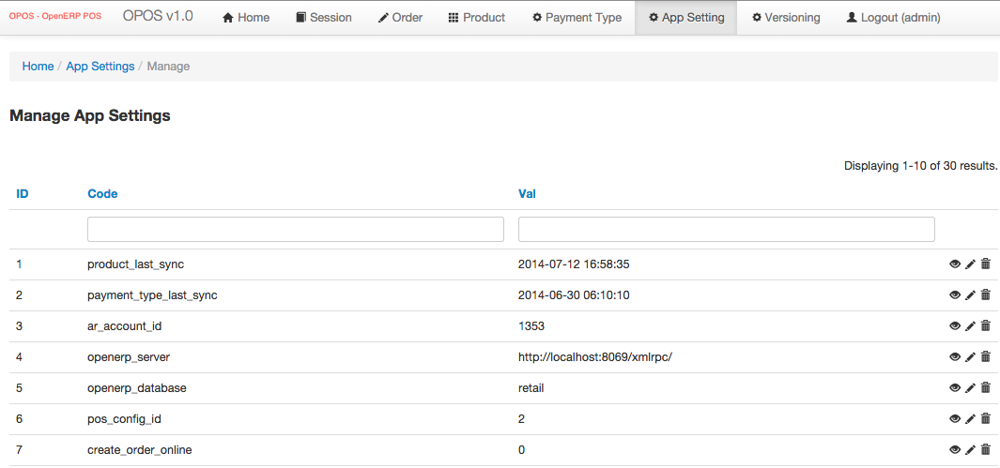 OPOS - OpenERP POS OPOS v1.0 Home Session Order Product Payment Type App Setting Versioning Logout (admin)
Home / App Settings / Manage
Manage App Settings
Displaying 1-10 of 30 results.
ID Code Val
1 product_last_sync 2014-07-12 16:58:35
2 payment_type_last_sync 2014-06-30 06:10:10
3 ar_account_id 1353
4 openerp_server http://localhost:8069/xmlrpc/
5 openerp_database retail
6 pos_config_id 2
7 create_order_online 0